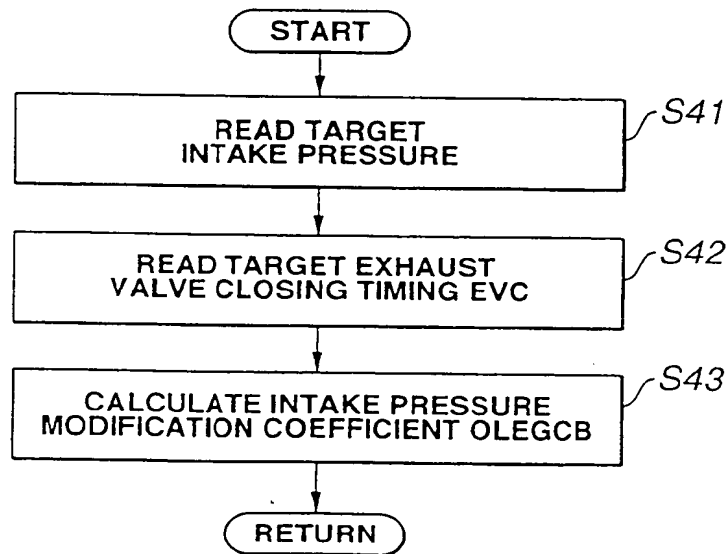 START
READ TARGET
INTAKE PRESSURE
S41
READ TARGET EXHAUST
VALVE CLOSING TIMING EVC
S42
CALCULATE INTAKE PRESSURE
MODIFICATION COEFFICIENT OLEGCB
S43
RETURN